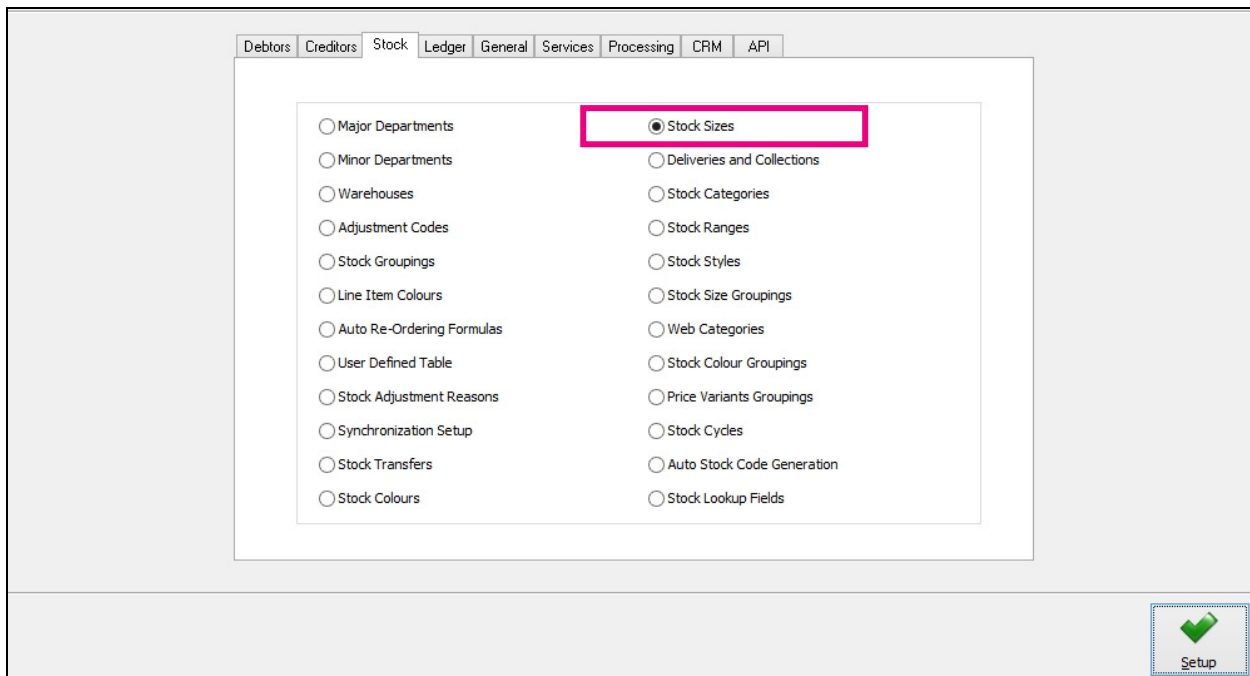 Debtors Creditors Stock Ledger General Services Processing CRM API
Major Departments
Minor Departments
Warehouses
Adjustment Codes
Stock Groupings
Line Item Colours
Auto Re-Ordering Formulas
User Defined Table
Stock Adjustment Reasons
Synchronization Setup
Stock Transfers
Stock Colours
Stock Sizes
Deliveries and Collections
Stock Categories
Stock Ranges
Stock Styles
Stock Size Groupings
Web Categories
Stock Colour Groupings
Price Variants Groupings
Stock Cycles
Auto Stock Code Generation
Stock Lookup Fields
Setup